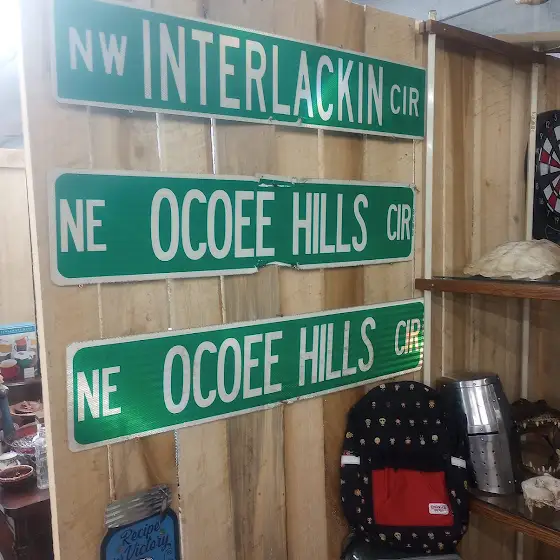 NW INTERLACKIN CIR
NE OCOEE HILLS CIR
NE OCOEE HILLS CIR
Recipe
Victory